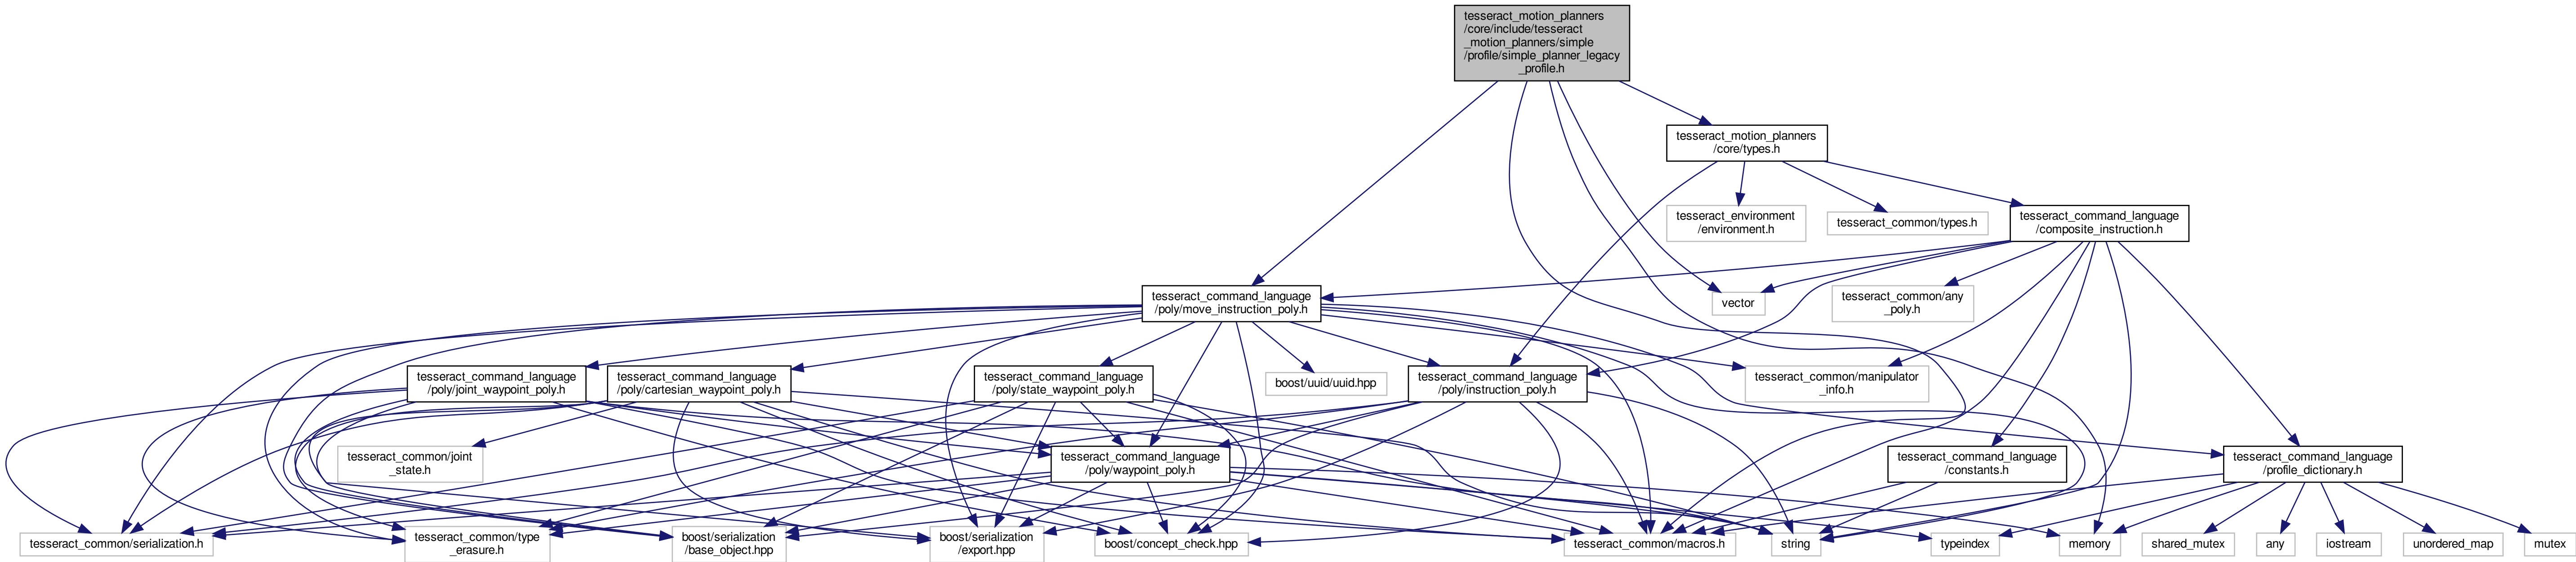 tesseract_motion_planners
/core/include/tesseract
_motion_planners/simple
/profile/simple_planner_legacy
_profile.h
tesseract_motion_planners
/core/types.h
tesseract_environment
/environment.h
tesseract_common/types.h
tesseract_command_language
/composite_instruction.h
tesseract_command_language
/poly/move_instruction_poly.h
vector
tesseract_common/any
_poly.h
tesseract_command_language
/poly/joint_waypoint_poly.h
tesseract_command_language
/poly/cartesian_waypoint_poly.h
tesseract_command_language
/poly/state_waypoint_poly.h
boost/uuid/uuid.hpp
tesseract_command_language
/poly/instruction_poly.h
tesseract_common/manipulator
_info.h
tesseract_common/joint
_state.h
tesseract_command_language
/poly/waypoint_poly.h
tesseract_command_language
/constants.h
tesseract_command_language
/profile_dictionary.h
tesseract_common/serialization.h
tesseract_common/type
_erasure.h
boost/serialization
/base_object.hpp
boost/serialization
/export.hpp
boost/concept_check.hpp
tesseract_common/macros.h
string
typeindex
memory
shared_mutex
any
iostream
unordered_map
mutex